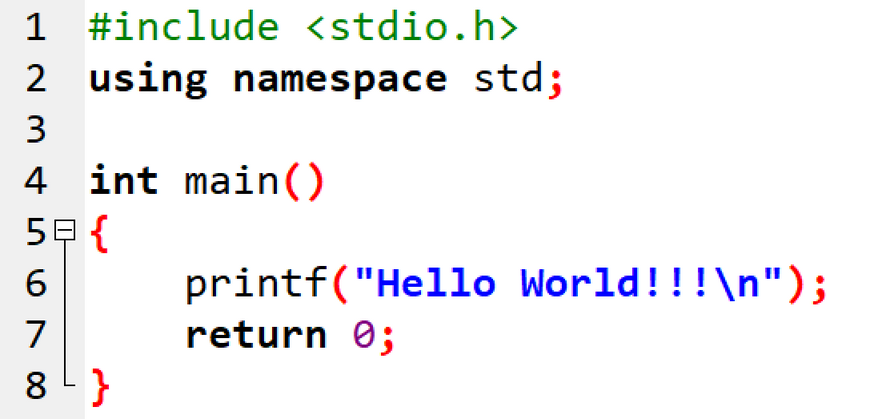 1 #include <stdio.h>
2 using namespace std;
3
4 int main()
5 {
6     printf("Hello World!!!\n");
7     return 0;
8 }